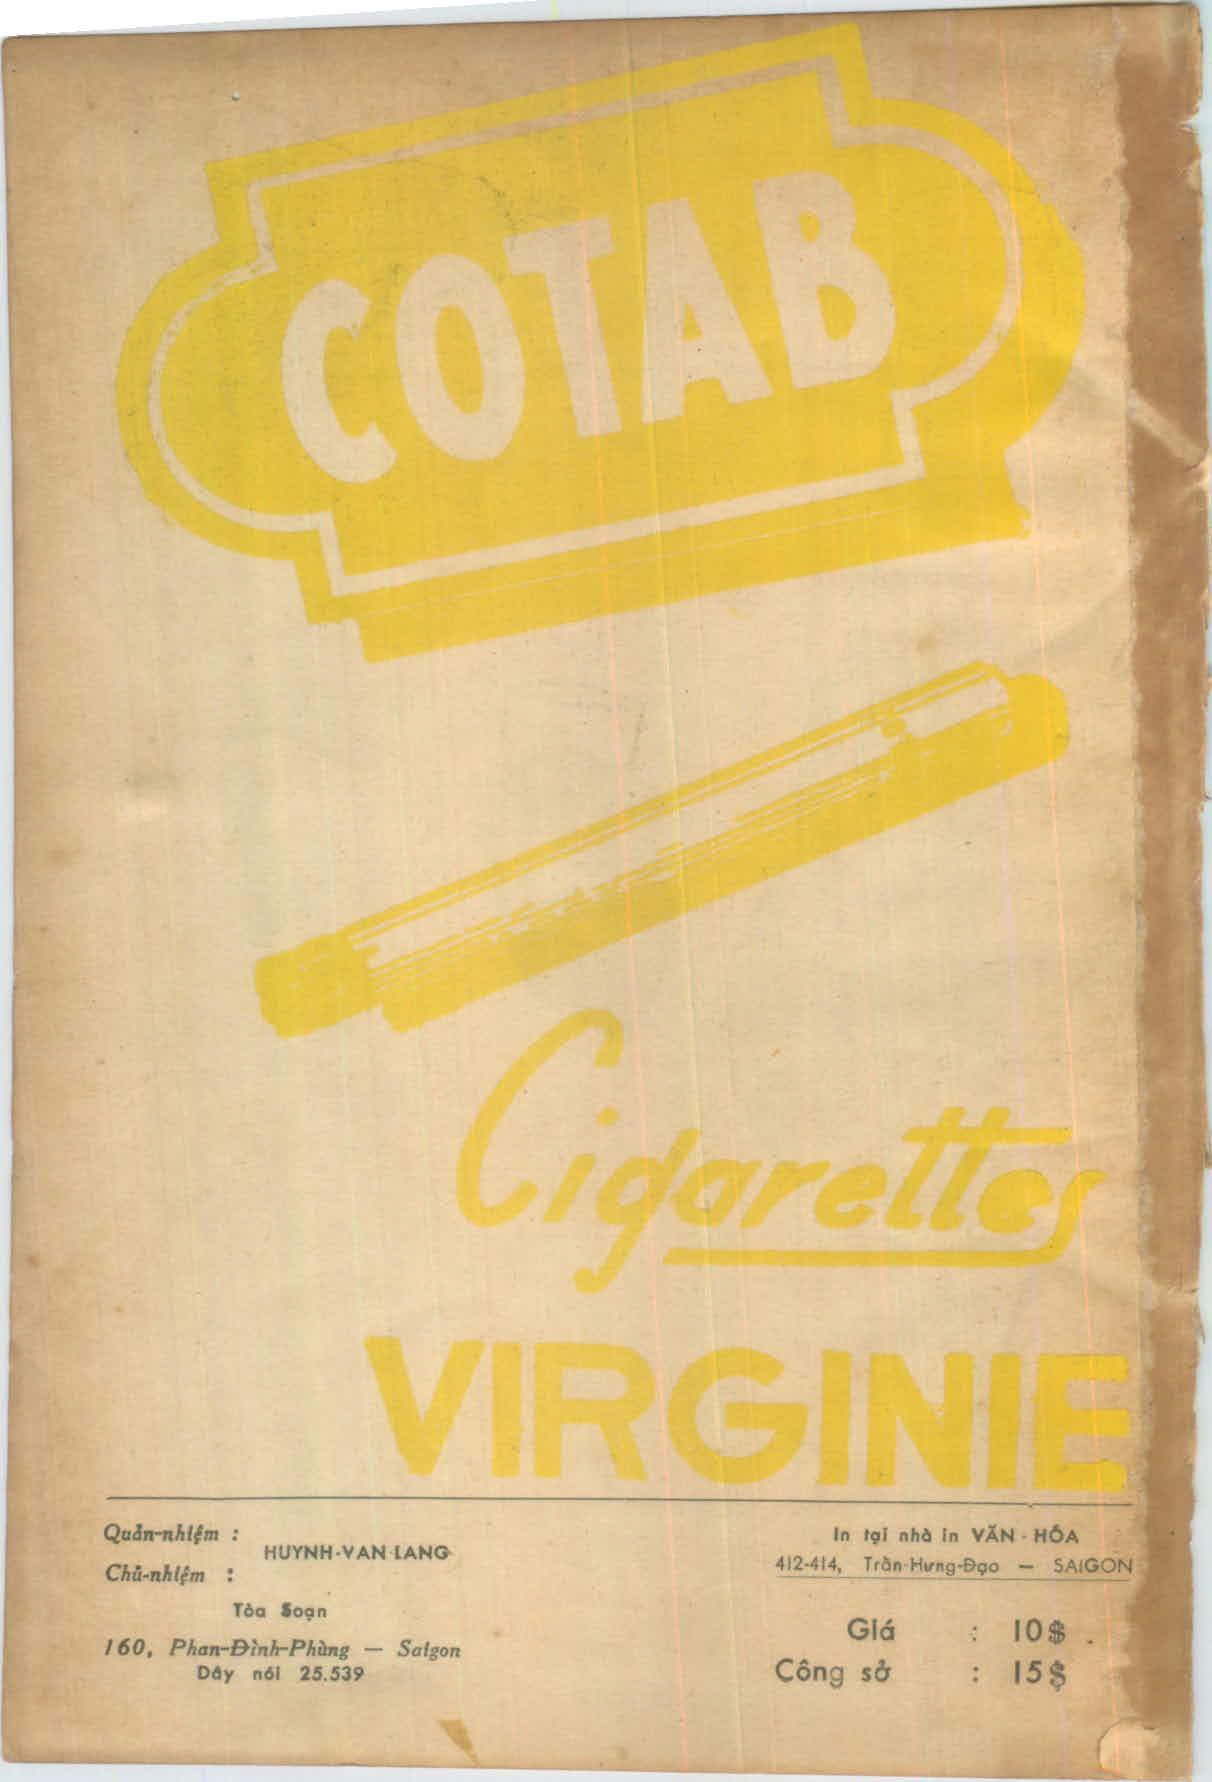 COTAB
Cigarettes
VIRGINIE
Quản-nhiệm :
HUYNH-VAN LANG
Chủ-nhiệm :
Tòa Soạn
160, Phan-Đình-Phùng — Saigon
Dây nói 25.539
In tại nhà in VĂN - HÓA
412-414, Trần-Hưng-Đạo — SAIGON
Giá : 10$
Công sở : 15$